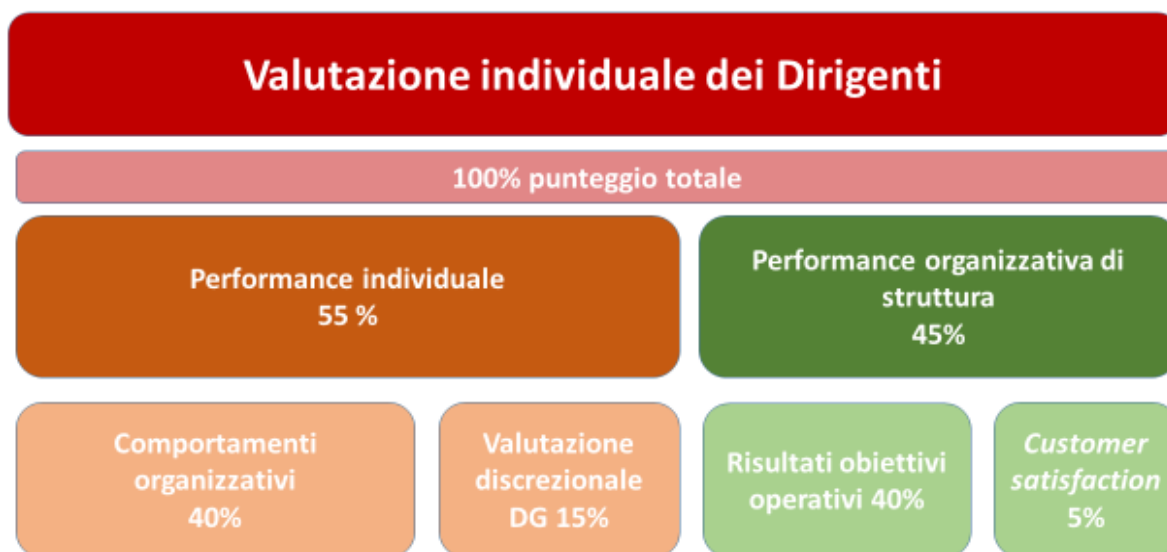 Valutazione individuale dei Dirigenti
100% punteggio totale
Performance individuale
55 %
Performance organizzativa di
struttura
45%
Comportamenti
organizzativi
40%
Valutazione
discrezionale
DG 15%
Risultati obiettivi
operativi 40%
Customer
satisfaction
5%